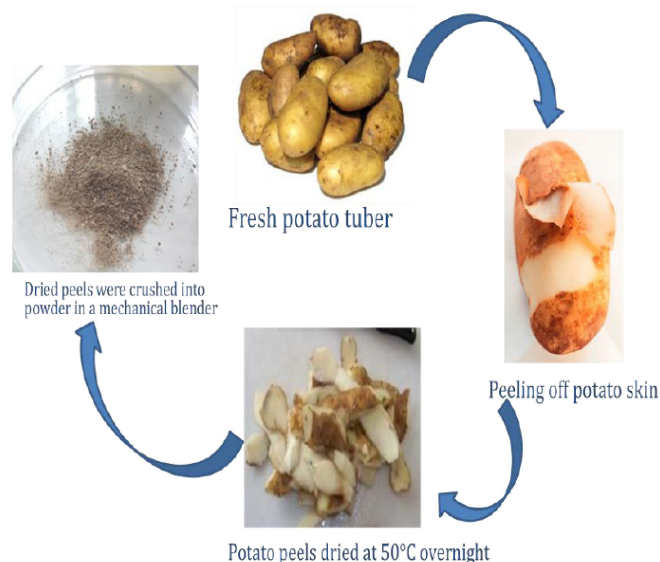 Fresh potato tuber
Peeling off potato skin
Potato peels dried at 50°C overnight
Dried peels were crushed into
powder in a mechanical blender